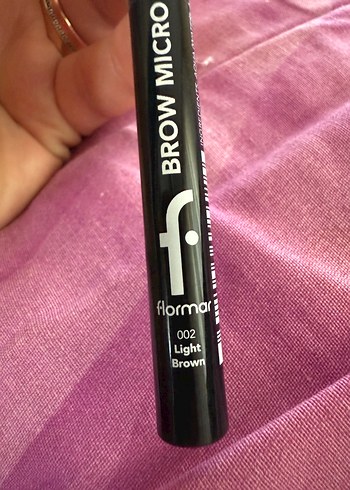 BROW MICRO
f.
flormar
002
Light
Brown